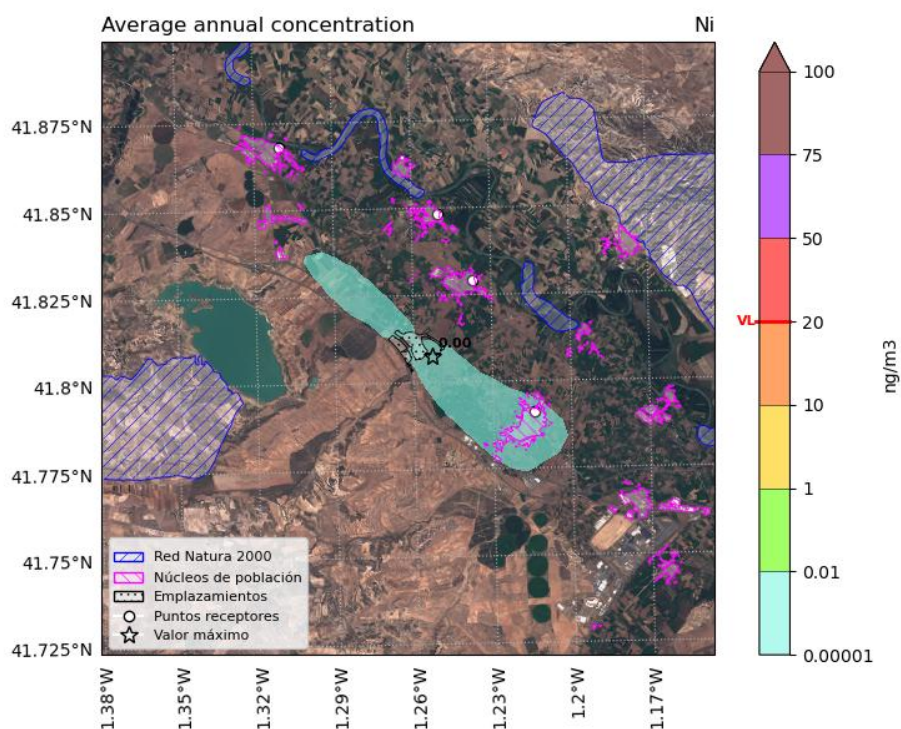 Average annual concentration Ni
41.875°N
41.85°N
41.825°N
41.8°N
41.775°N
41.75°N
41.725°N
0.00
Red Natura 2000
Núcleos de población
Emplazamientos
Puntos receptores
Valor máximo
1.38°W
1.35°W
1.32°W
1.29°W
1.26°W
1.23°W
1.2°W
1.17°W
100
75
50
VL 20
10
1
0.01
0.00001
ng/m3